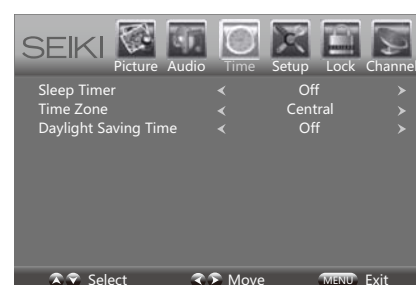 SEIKI
Picture Audio Time Setup Lock Channel
Sleep Timer < Off >
Time Zone < Central >
Daylight Saving Time < Off >
Select Move MENU Exit